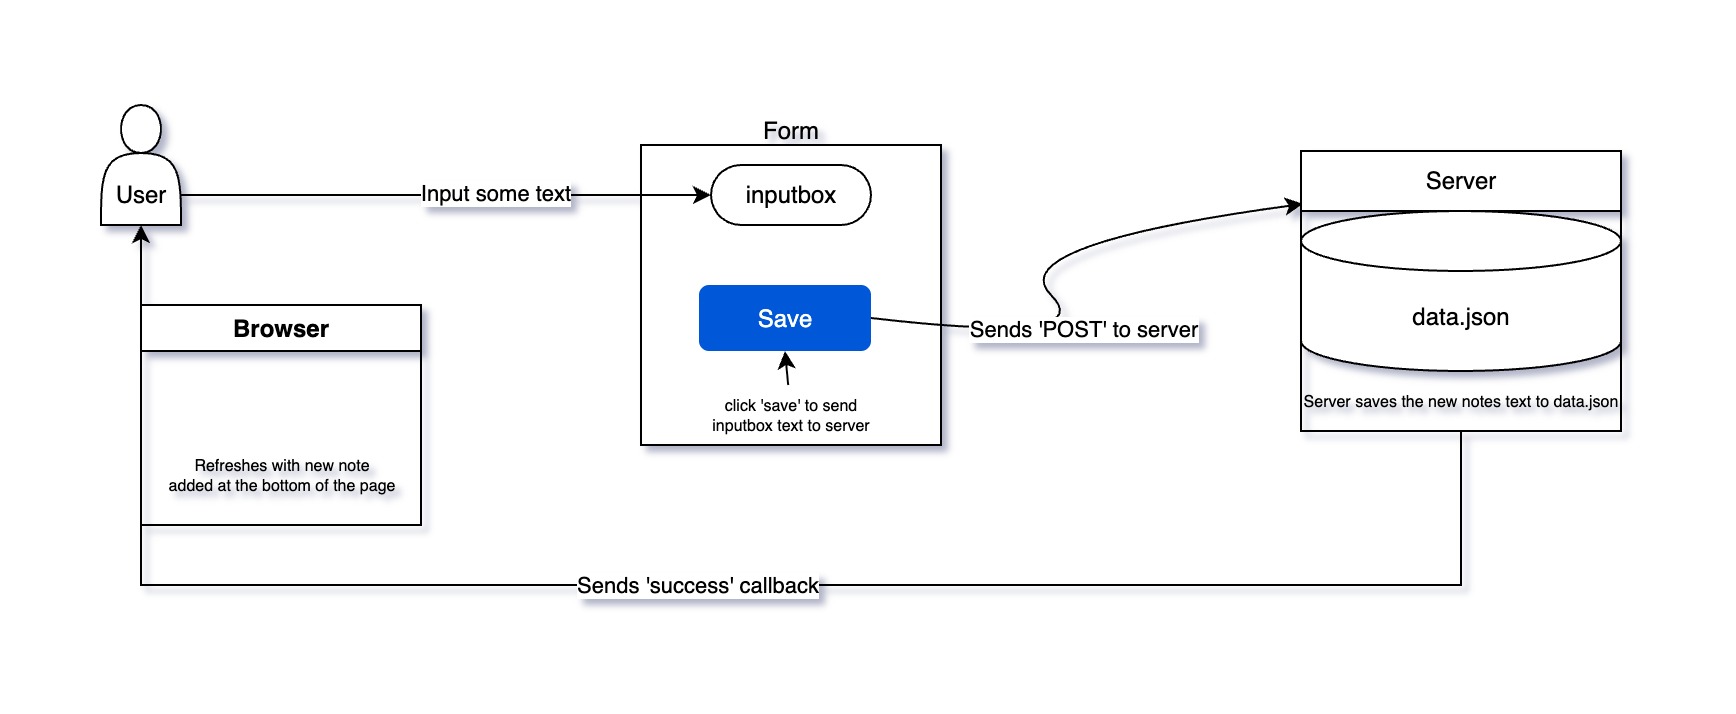 Form
User
Input some text
inputbox
Server
Save
Sends 'POST' to server
data.json
click 'save' to send
inputbox text to server
Server saves the new notes text to data.json
Browser
Refreshes with new note
added at the bottom of the page
Sends 'success' callback